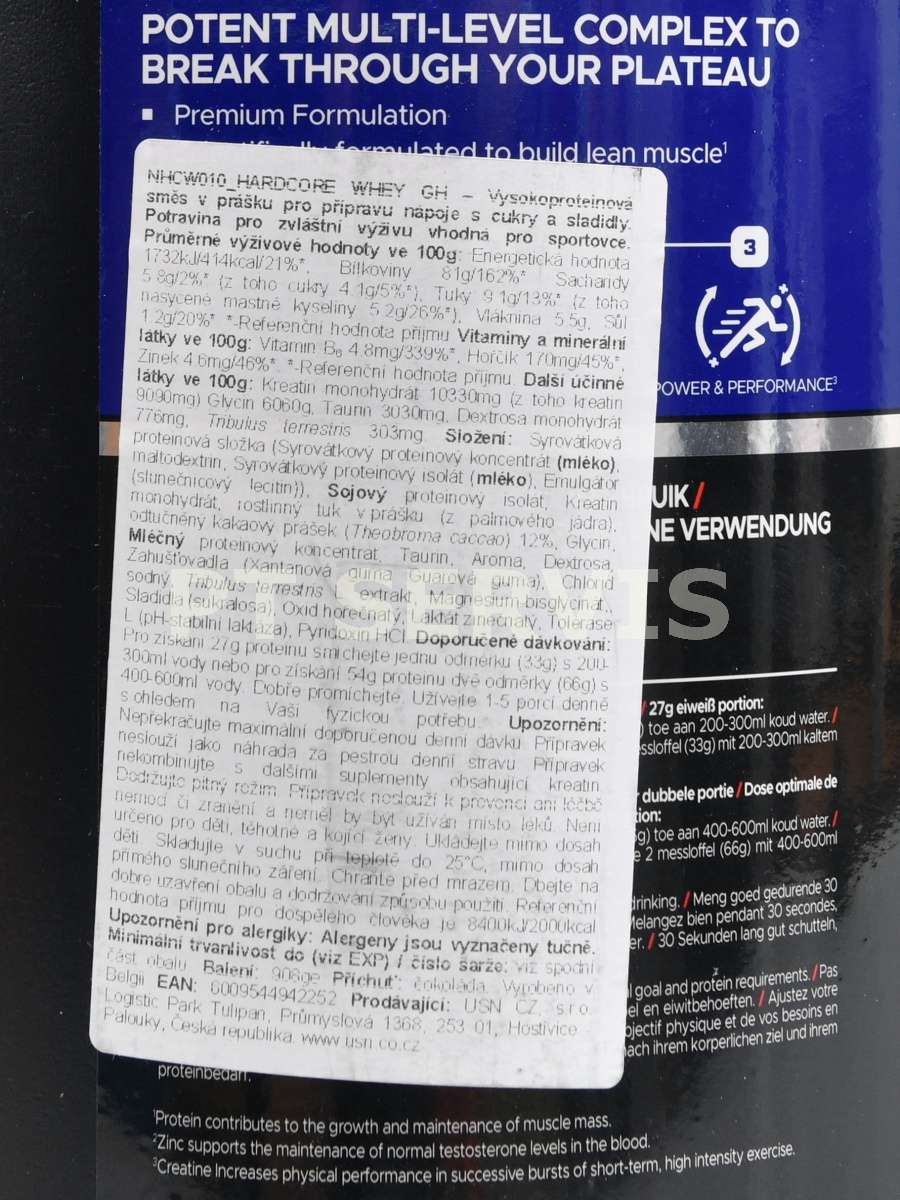 POTENT MULTI-LEVEL COMPLEX TO
BREAK THROUGH YOUR PLATEAU
▪ Premium Formulation
formulated to build lean muscle¹
NHCW010_HARDCORE WHEY GH – Vysokoproteinová
směs v prášku pro přípravu nápoje s cukry a sladidly.
Potravina pro zvláštní výživu vhodná pro sportovce.
Průměrné výživové hodnoty ve 100g: Energetická hodnota
1732kJ/414kcal/21%*, Bílkoviny 81g/162%* Sacharidy
5.8g/2%* (z toho cukry 4.1g/5%*), Tuky 9.1g/13%* (z toho
nasycené mastné kyseliny 5.2g/26%*), Vláknina 5,5g, Sůl
1.2g/20%* *-Referenční hodnota příjmu Vitaminy a minerální
látky ve 100g: Vitamin B₆ 4.8mg/339%*, Hořčík 170mg/45%*,
Zinek 4.6mg/46%*. *-Referenční hodnota příjmu. Další účinné
látky ve 100g: Kreatin monohydrát 10330mg (z toho kreatin
9090mg) Glycin 6060g, Taurin 3030mg, Dextrosa monohydrát
776mg, Tribulus terrestris 303mg. Složení: Syrovátková
proteinová složka (Syrovátkový proteinový koncentrát (mléko),
maltodextrin, Syrovátkový proteinový isolát (mléko), Emulgátor
(slunečnicový lecitin)), Sojový proteinový isolát, Kreatin
monohydrát, rostlinný tuk v prášku (z palmového jádra),
odtučněný kakaový prášek (Theobroma caccao) 12%, Glycin,
Mléčný proteinový koncentrát, Taurin, Aroma, Dextrosa,
Zahušťovadla (Xantanová guma Guarová guma), Chlorid
sodný, Tribulus terrestris L extrakt, Magnesium-bisglycinát,
Sladidla (sukralosa), Oxid hořečnatý, Laktát zinečnatý, Tolerase
L (pH-stabilní laktáza), Pyridoxin HCl. Doporučené dávkování:
Pro získání 27g proteinu smíchejte jednu odměrku (33g) s 200-
300ml vody nebo pro získání 54g proteinu dvě odměrky (66g) s
400-600ml vody. Dobře promíchejte. Užívejte 1-5 porcí denně
s ohledem na Vaši fyzickou potřebu. Upozornění:
Nepřekračujte maximální doporučenou denní dávku. Přípravek
neslouží jako náhrada za pestrou denní stravu. Přípravek
nekombinujte s dalšími suplementy obsahující kreatin.
Dodržujte pitný režim. Přípravek neslouží k prevenci ani léčbě
nemocí či zranění a neměl by být užíván místo léků. Není
určeno pro děti, těhotné a kojící ženy. Ukládejte mimo dosah
dětí. Skladujte v suchu při teplotě do 25°C, mimo dosah
přímého slunečního záření. Chraňte před mrazem. Dbejte na
dobré uzavření obalu a dodržování způsobu použití. Referenční
hodnota příjmu pro dospělého člověka je 8400kJ/2000kcal
Upozornění pro alergiky: Alergeny jsou vyznačeny tučně.
Minimální trvanlivost do (viz EXP) / číslo šarže: viz spodní
část obalu. Balení: 908ge Příchuť: čokoláda. Vyrobeno v
Belgii EAN: 6009544942252 Prodávající: USN CZ, s.r.o.
Logistic Park Tulipan, Průmyslová 1368, 253 01, Hostivice
Palouky, Česká republika. www.usn.co.cz
3
POWER & PERFORMANCE³
UIK /
NE VERWENDUNG
IT SERVIS
/ 27g eiweiß portion:
) toe aan 200-300ml koud water. /
ssloffel (33g) mit 200-300ml kaltem
r dubbele portie / Dose optimale de
tion:
g) toe aan 400-600ml koud water. /
e 2 messloffel (66g) mit 400-600ml
drinking. / Meng goed gedurende 30
Melangez bien pendant 30 secondes,
er. / 30 Sekunden lang gut schutteln,
l goal and protein requirements. / Pas
el en eiwitbehoeften. / Ajustez votre
bjectif physique et de vos besoins en
ach ihrem korperlichen ziel und ihrem
proteinbedarf.
¹Protein contributes to the growth and maintenance of muscle mass.
²Zinc supports the maintenance of normal testosterone levels in the blood.
³Creatine Increases physical performance in successive bursts of short-term, high intensity exercise.